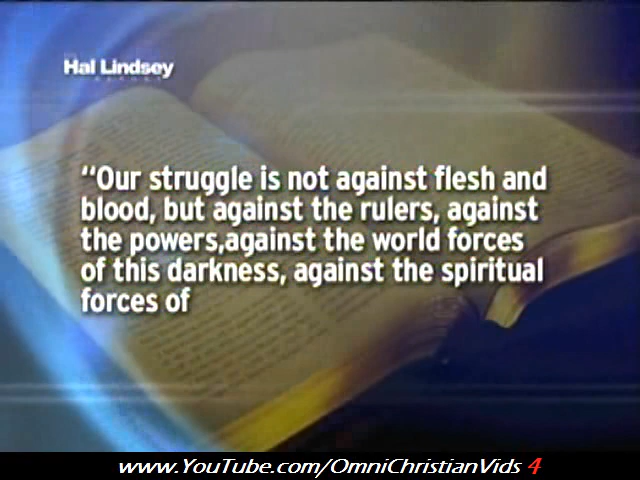 Hal Lindsey
REPORT
“Our struggle is not against flesh and
blood, but against the rulers, against
the powers,against the world forces
of this darkness, against the spiritual
forces of
www.YouTube.com/OmniChristianVids 4